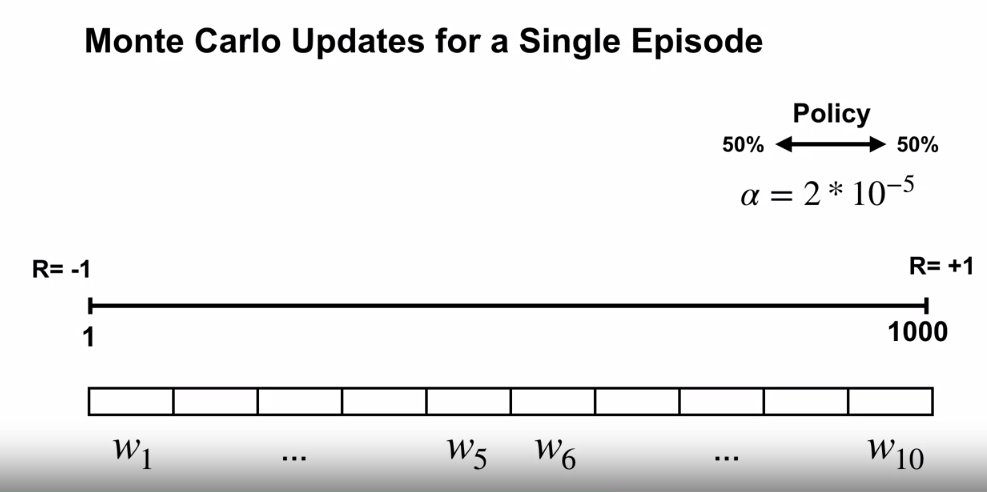 Monte Carlo Updates for a Single Episode
Policy
50% 50%
α = 2 * 10⁻⁵
R= -1 R= +1
1 1000
w₁ ... w₅ w₆ ... w₁₀